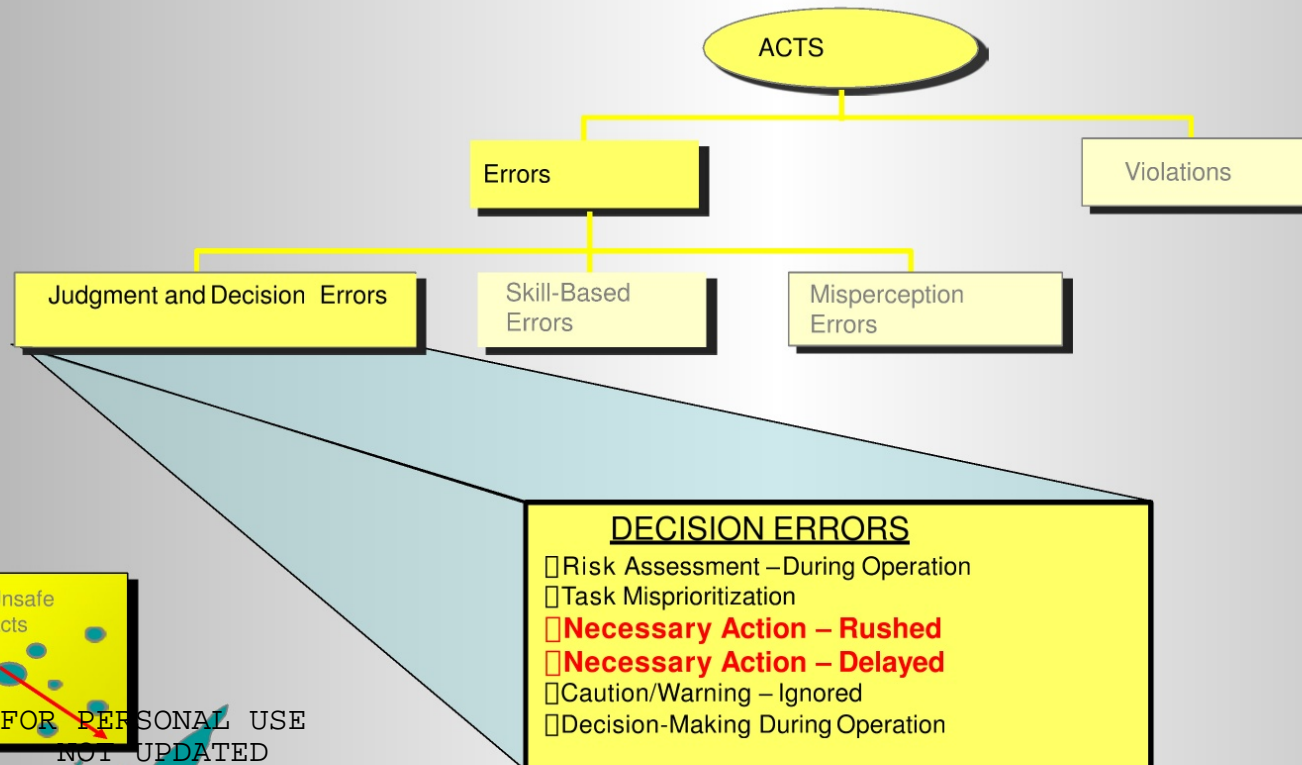 ACTS
Errors
Violations
Judgment and Decision Errors
Skill-Based
Errors
Misperception
Errors
DECISION ERRORS
Risk Assessment –During Operation
Task Misprioritization
Necessary Action – Rushed
Necessary Action – Delayed
Caution/Warning – Ignored
Decision-Making During Operation
FOR PERSONAL USE
NOT UPDATED